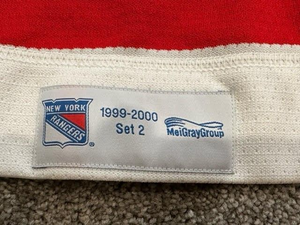 NEW YORK
RANGERS
®
1999-2000
Set 2
MeiGrayGroup